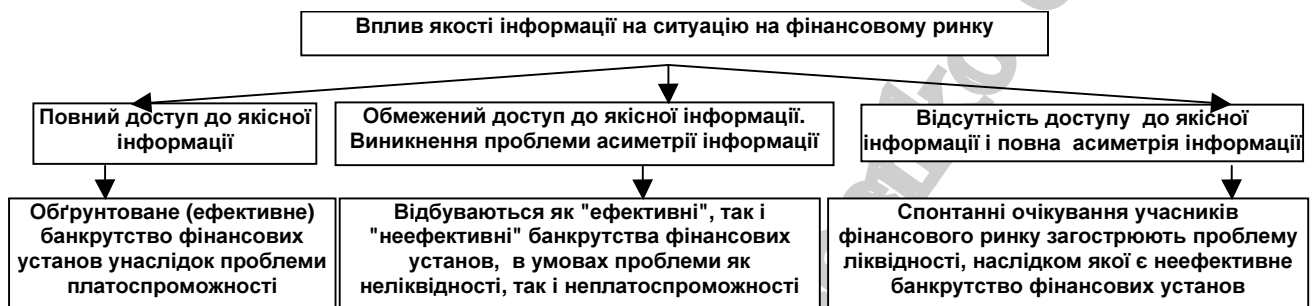 Вплив якості інформації на ситуацію на фінансовому ринку
Повний доступ до якісної
інформації
Обмежений доступ до якісної інформації.
Виникнення проблеми асиметрії інформації
Відсутність доступу до якісної
інформації і повна асиметрія інформації
Обґрунтоване (ефективне)
банкрутство фінансових
установ унаслідок проблеми
платоспроможності
Відбуваються як "ефективні", так і
"неефективні" банкрутства фінансових
установ, в умовах проблеми як
неліквідності, так і неплатоспроможності
Спонтанні очікування учасників
фінансового ринку загострюють проблему
ліквідності, наслідком якої є неефективне
банкрутство фінансових установ